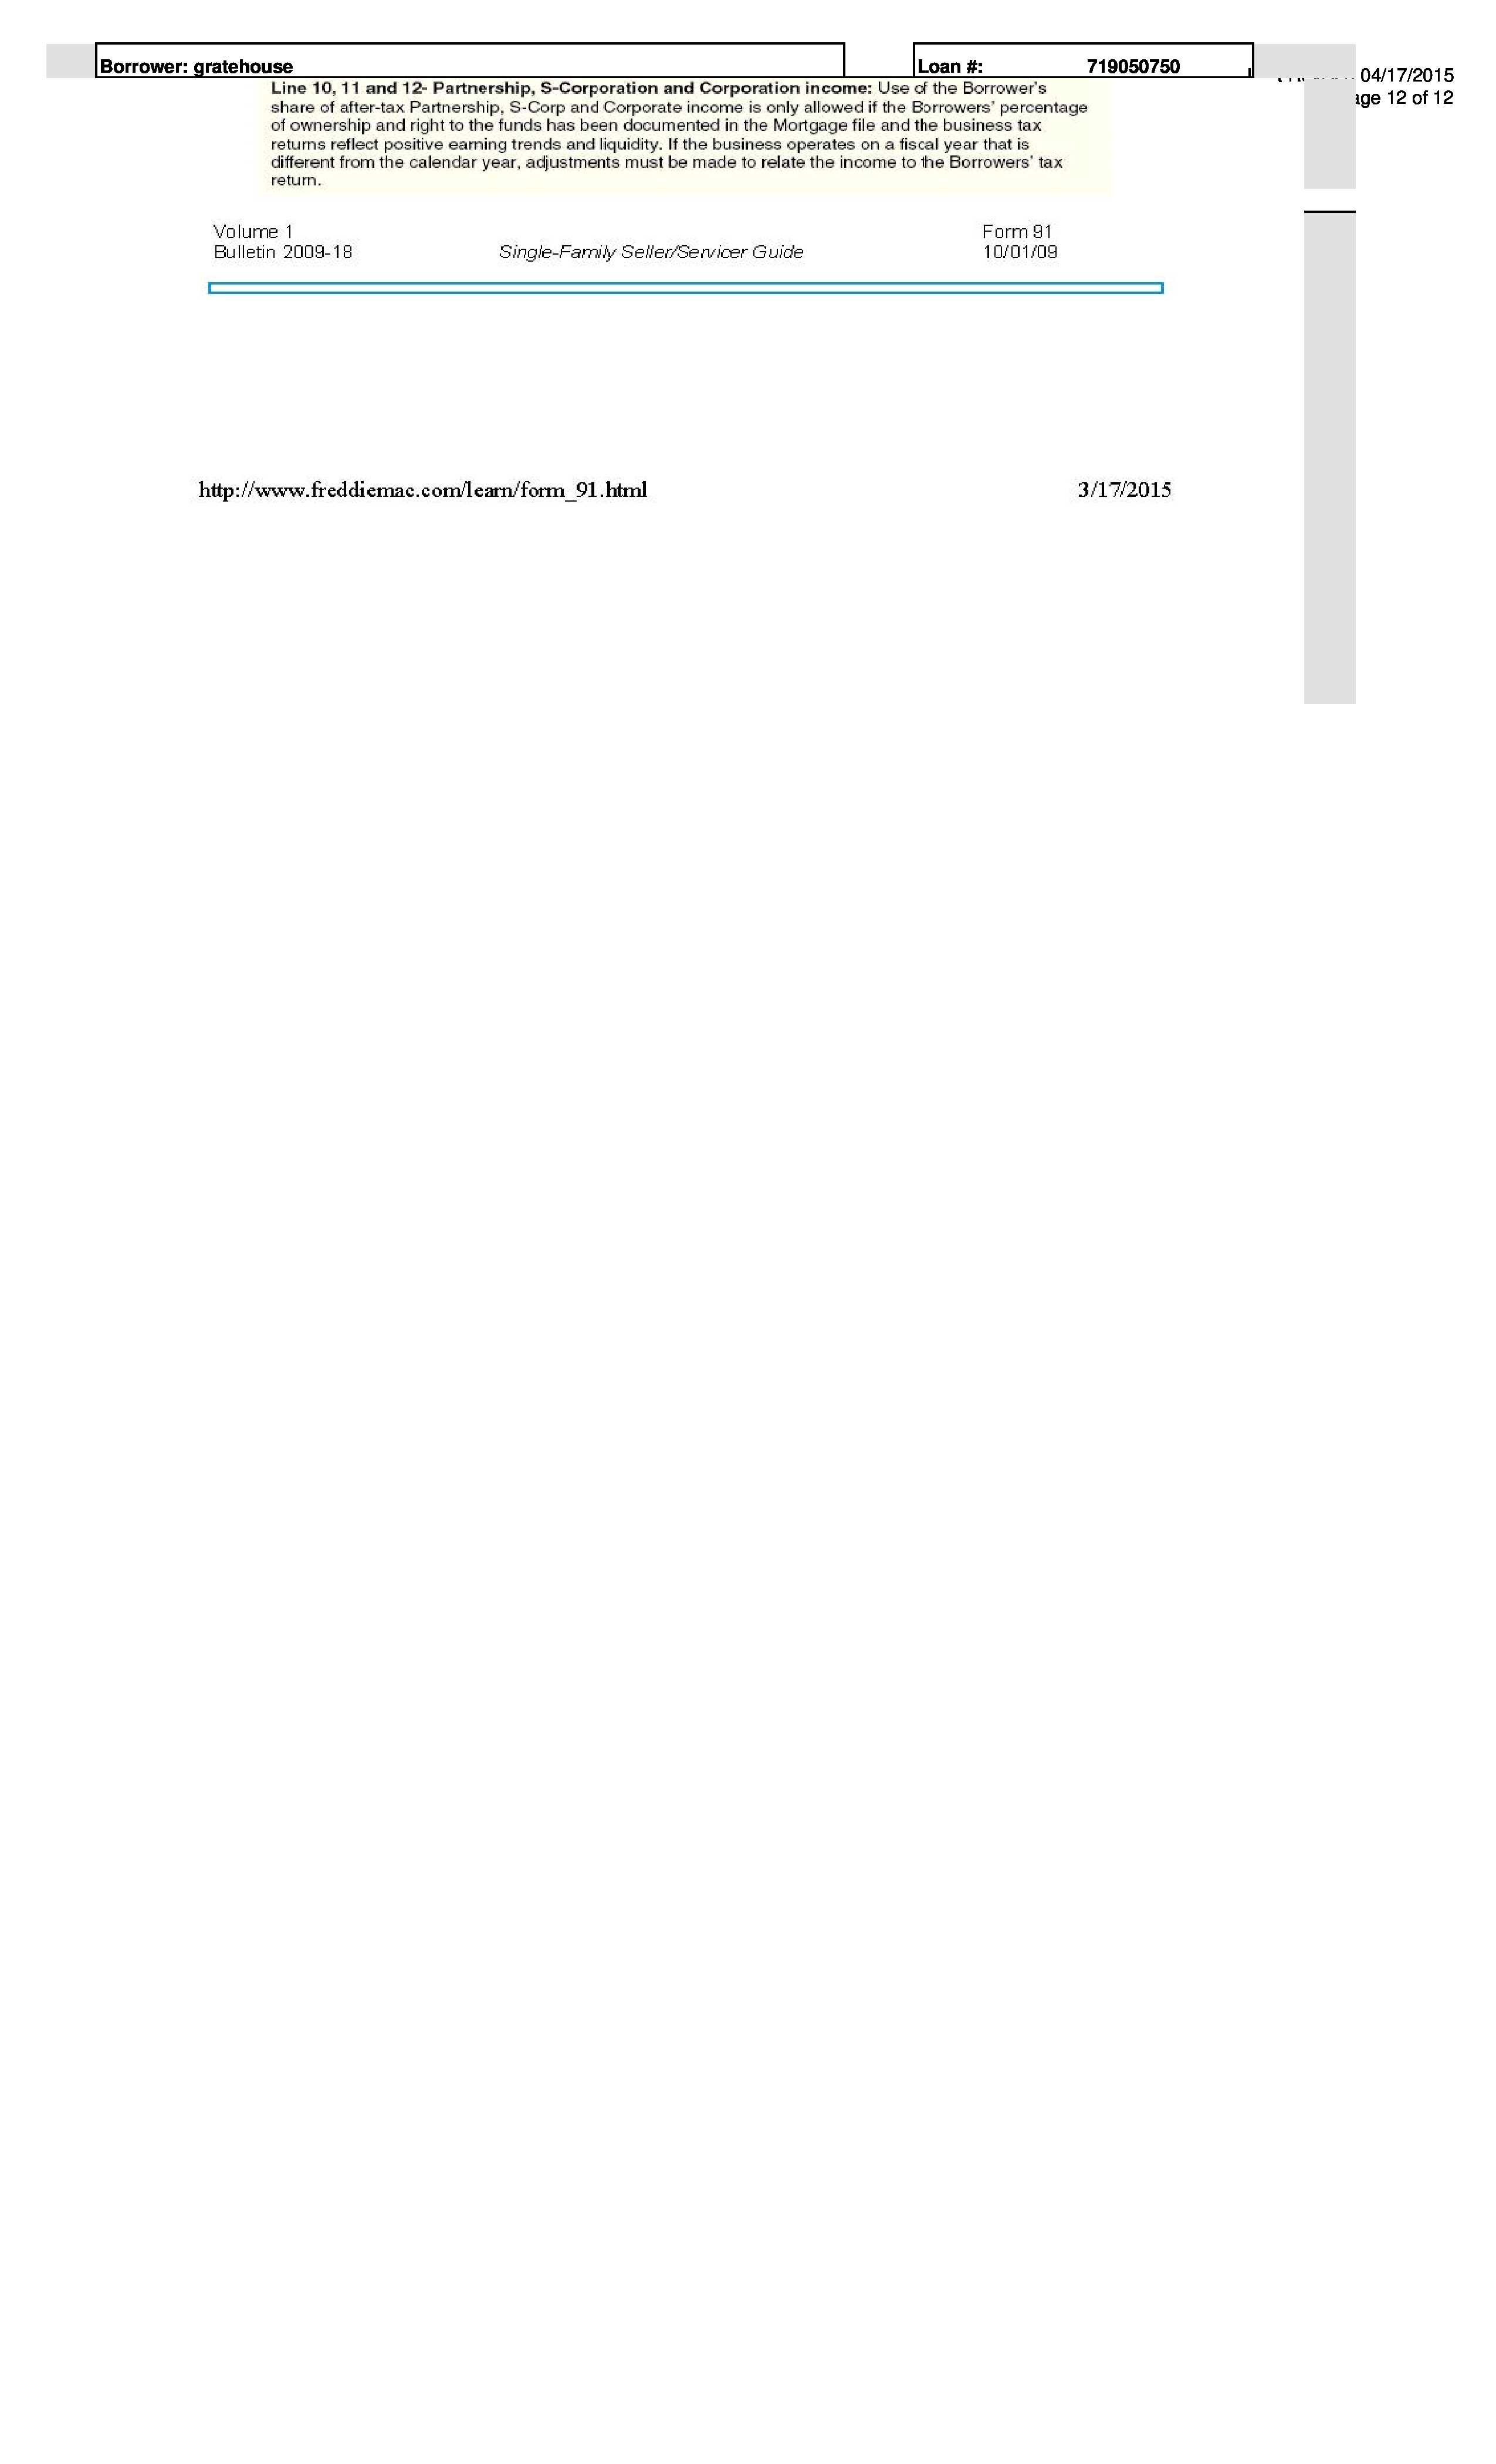 Borrower: gratehouse Loan #: 719050750
04/17/2015
12 of 12
Line 10, 11 and 12- Partnership, S-Corporation and Corporation income: Use of the Borrower's
share of after-tax Partnership, S-Corp and Corporate income is only allowed if the Borrowers' percentage
of ownership and right to the funds has been documented in the Mortgage file and the business tax
returns reflect positive earning trends and liquidity. If the business operates on a fiscal year that is
different from the calendar year, adjustments must be made to relate the income to the Borrowers' tax
return.
Volume 1 Form 91
Bulletin 2009-18 Single-Family Seller/Servicer Guide 10/01/09
http://www.freddiemac.com/learn/form_91.html 3/17/2015